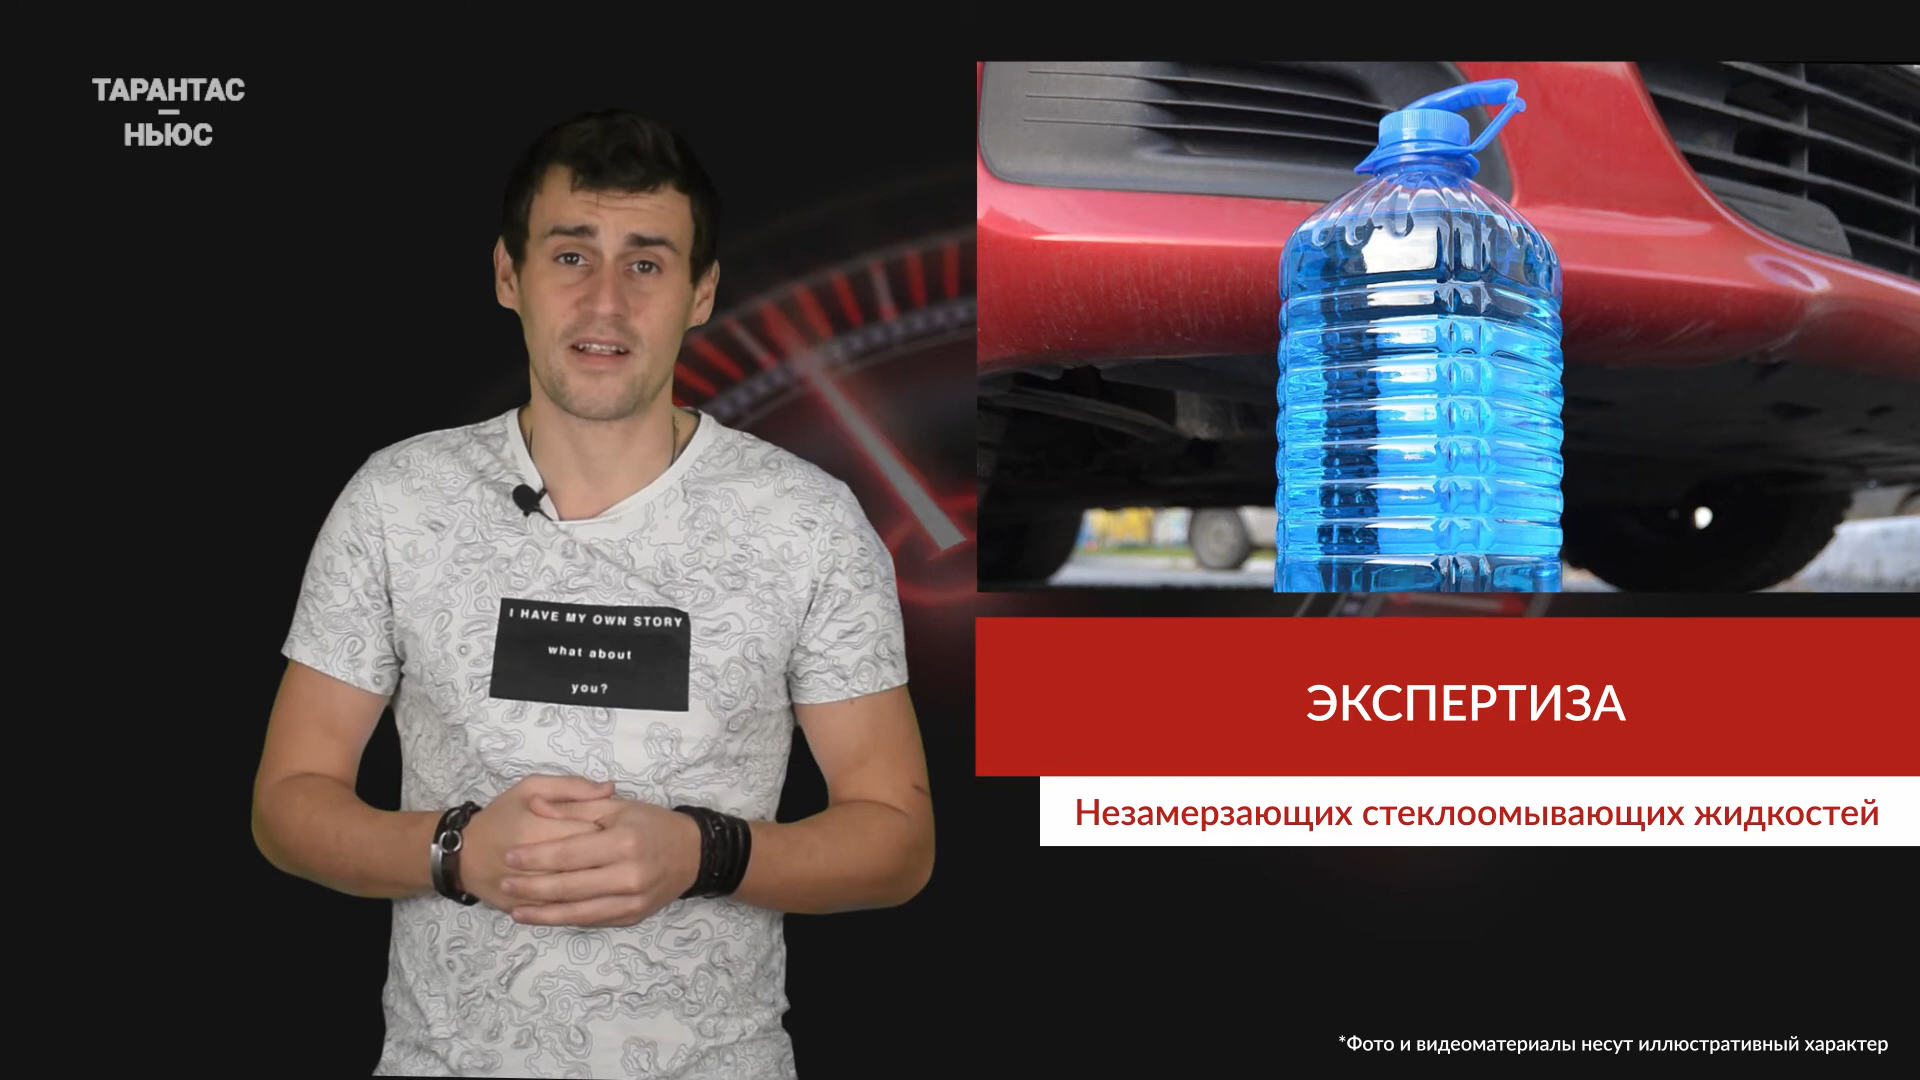 ТАРАНТАС
–
НЬЮС
I HAVE MY OWN STORY
what about
you?
ЭКСПЕРТИЗА
Незамерзающих стеклоомывающих жидкостей
*Фото и видеоматериалы несут иллюстративный характер